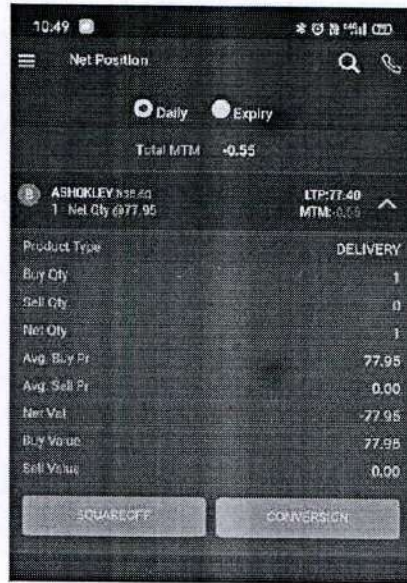 10:49
Net Position
Daily Expiry
Total MTM -0.55
B ASHOKLEY LTP:77.40
1 Net Qty @77.95 MTM:-0.55
Product Type DELIVERY
Buy Qty 1
Sell Qty 0
Net Qty 1
Avg. Buy Pr 77.95
Avg. Sell Pr 0.00
Net Val -77.95
Buy Value 77.95
Sell Value 0.00
SQUAREOFF CONVERSION